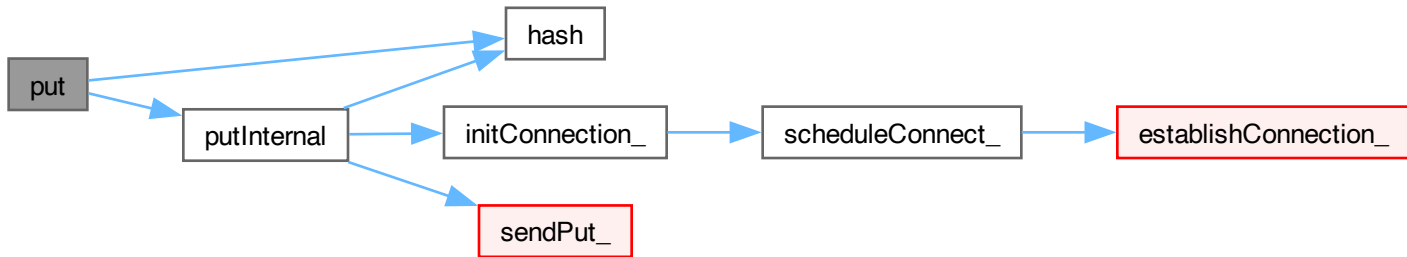 hash
put
putInternal
initConnection_
scheduleConnect_
establishConnection_
sendPut_